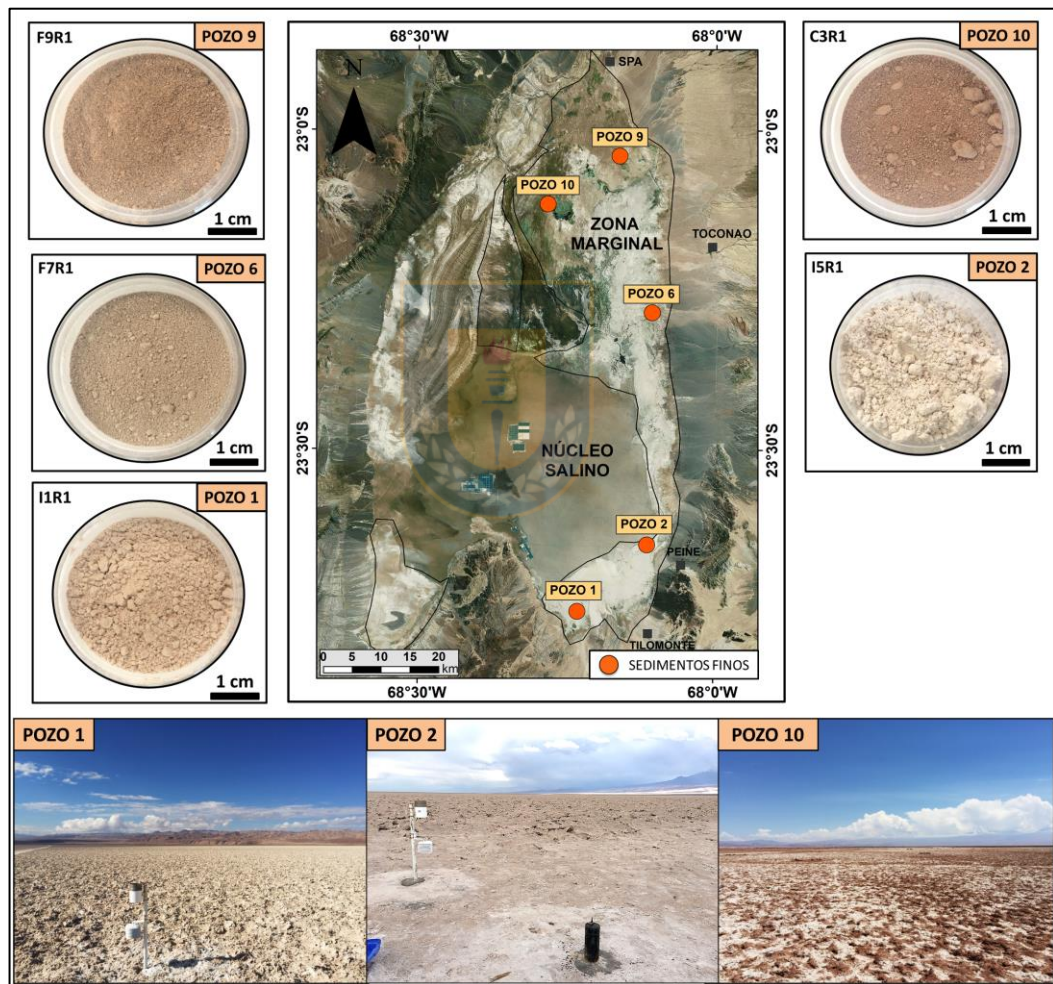 F9R1
POZO 9
1 cm
F7R1
POZO 6
1 cm
I1R1
POZO 1
1 cm
68°30'W
68°0'W
23°0'S
23°30'S
N
SPA
POZO 9
POZO 10
ZONA
MARGINAL
TOCONAO
POZO 6
NÚCLEO
SALINO
POZO 2
PEINE
POZO 1
TILOMONTE
0 5 10 15 20
km
SEDIMENTOS FINOS
68°30'W
68°0'W
23°0'S
23°30'S
C3R1
POZO 10
1 cm
I5R1
POZO 2
1 cm
POZO 1
POZO 2
POZO 10